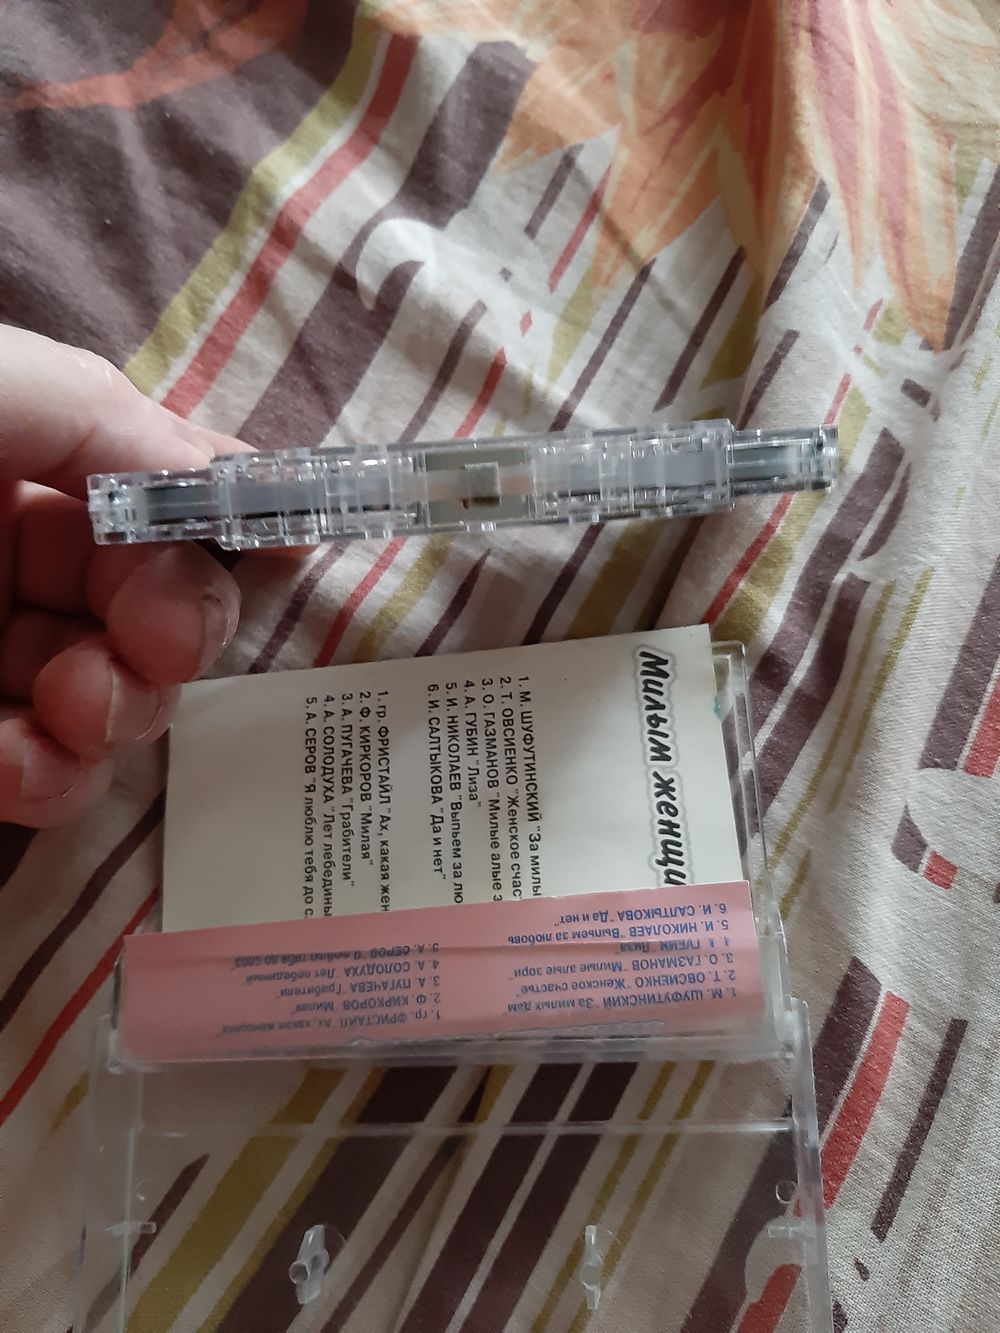 Милым женщи
1. М. ШУФУТИНСКИЙ "За милы
2. Т. ОВСИЕНКО "Женское счас
3. О. ГАЗМАНОВ "Милые алые з
4. А. ГУБИН "Лиза"
5. И. НИКОЛАЕВ "Выпьем за лю
6. И. САЛТЫКОВА "Да и нет"
1. гр. ФРИСТАЙЛ "Ах, какая жен
2. Ф. КИРКОРОВ "Милая"
3. А. ПУГАЧЕВА "Грабители"
4. А. СОЛОДУХА "Лет лебедины
5. А. СЕРОВ "Я люблю тебя до с
1. М. ШУФУТИНСКИЙ "За милых дам
2. Т. ОВСИЕНКО "Женское счастье"
3. О. ГАЗМАНОВ "Милые алые зори"
4. А. ГУБИН "Лиза"
5. И. НИКОЛАЕВ "Выпьем за любовь
6. И. САЛТЫКОВА "Да и нет"
1. гр. ФРИСТАЙЛ "Ах, какая женщина"
2. Ф. КИРКОРОВ "Милая"
3. А. ПУГАЧЕВА "Грабители"
4. А. СОЛОДУХА "Лет лебединый"
5. А. СЕРОВ "Я люблю тебя до слез"